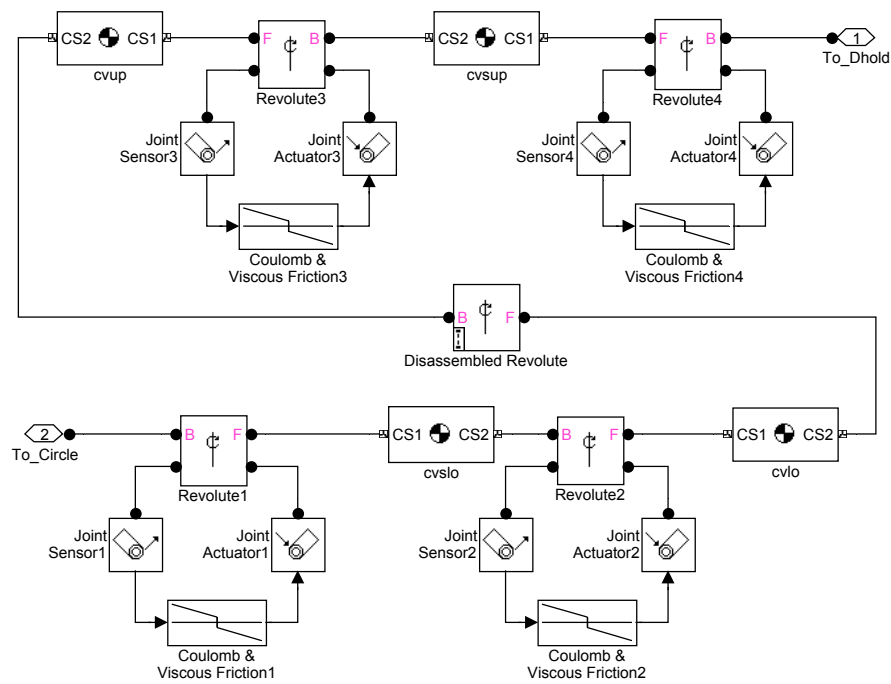 CS2 CS1
cvup
F B
Revolute3
CS2 CS1
cvsup
F B
Revolute4
1
To_Dhold
Joint
Sensor3
Joint
Actuator3
Joint
Sensor4
Joint
Actuator4
Coulomb &
Viscous Friction3
Coulomb &
Viscous Friction4
B F
Disassembled Revolute
2
To_Circle
B F
Revolute1
CS1 CS2
cvslo
B F
Revolute2
CS1 CS2
cvlo
Joint
Sensor1
Joint
Actuator1
Joint
Sensor2
Joint
Actuator2
Coulomb &
Viscous Friction1
Coulomb &
Viscous Friction2